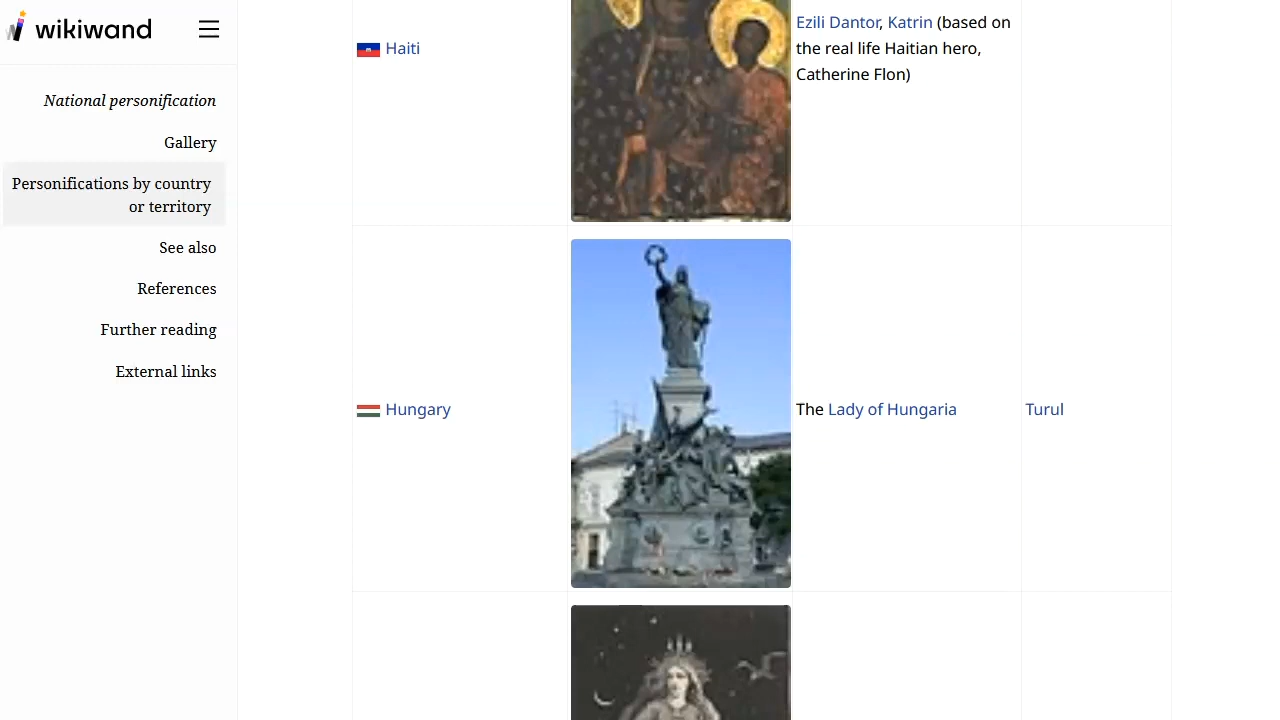 wikiwand
National personification
Gallery
Personifications by country
or territory
See also
References
Further reading
External links
Haiti
Ezili Dantor, Katrin (based on
the real life Haitian hero,
Catherine Flon)
Hungary
The Lady of Hungaria
Turul